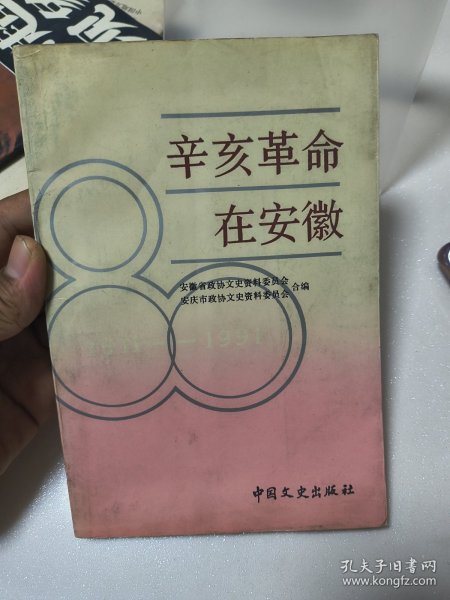 辛亥革命
在安徽
安徽省政协文史资料委员会
安庆市政协文史资料委员会
合编
1911—1991
中国文史出版社
孔夫子旧书网
www.kongfz.com